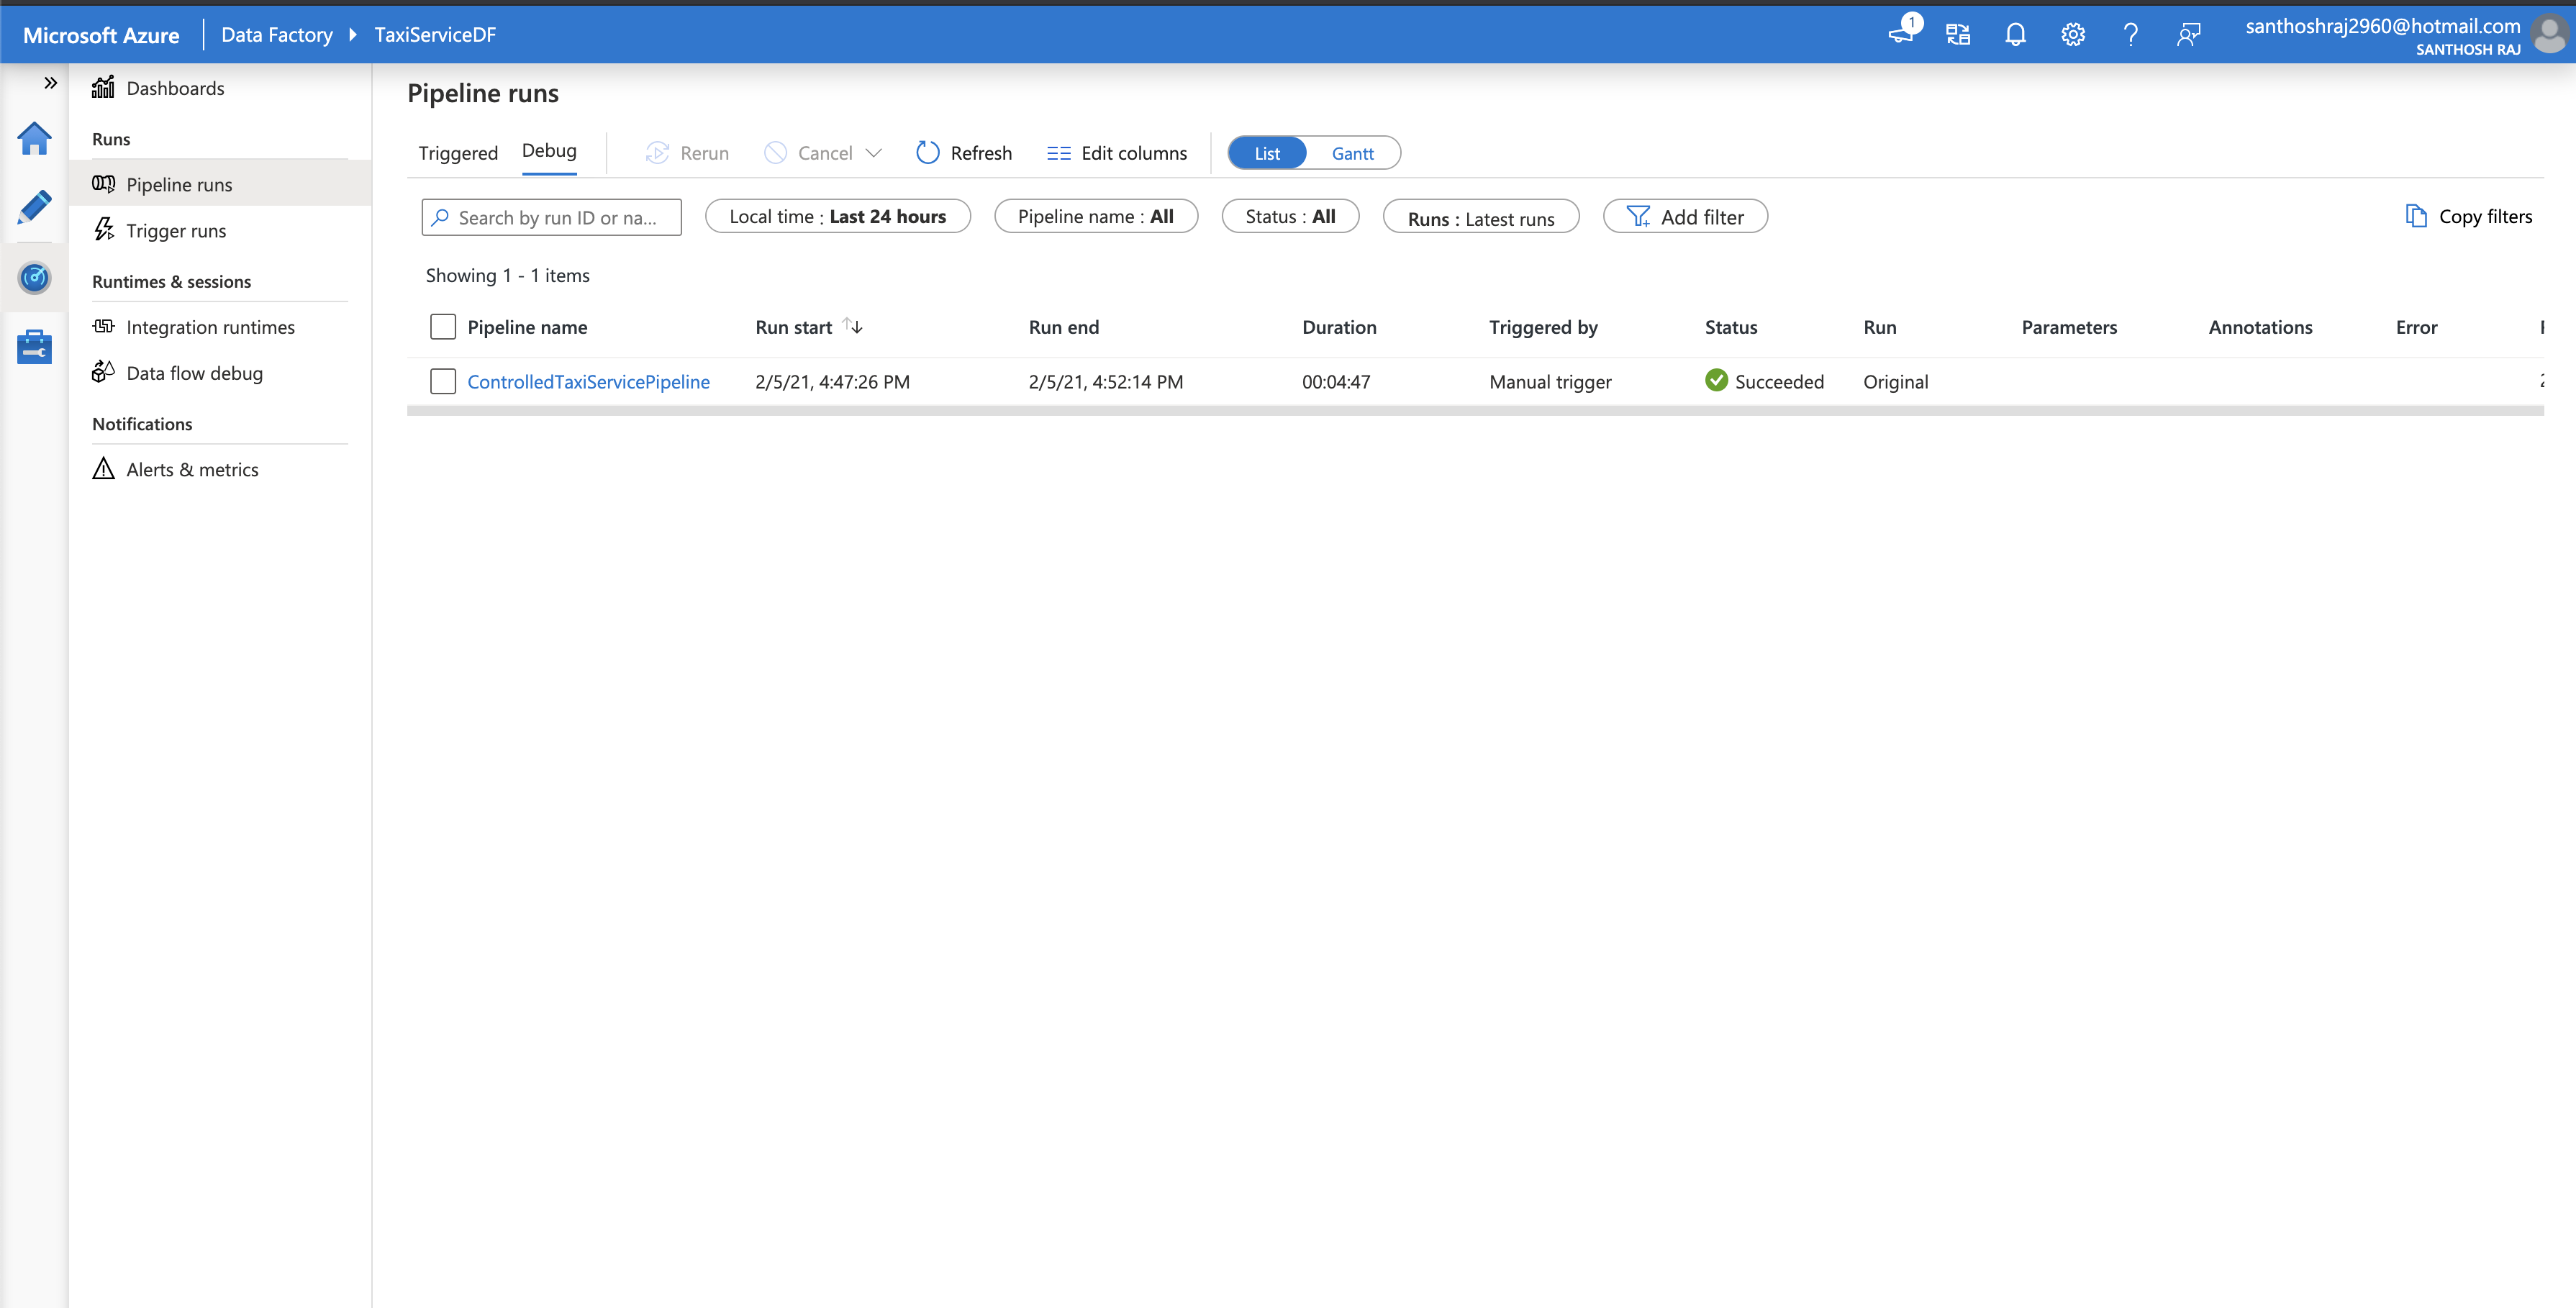 Microsoft Azure Data Factory TaxiServiceDF 1 santhoshraj2960@hotmail.com
SANTHOSH RAJ
Dashboards
Runs
Pipeline runs
Trigger runs
Runtimes & sessions
Integration runtimes
Data flow debug
Notifications
Alerts & metrics
Pipeline runs
Triggered Debug Rerun Cancel Refresh Edit columns List Gantt
Search by run ID or na... Local time : Last 24 hours Pipeline name : All Status : All Runs : Latest runs Add filter Copy filters
Showing 1 - 1 items
Pipeline name Run start Run end Duration Triggered by Status Run Parameters Annotations Error
ControlledTaxiServicePipeline 2/5/21, 4:47:26 PM 2/5/21, 4:52:14 PM 00:04:47 Manual trigger Succeeded Original